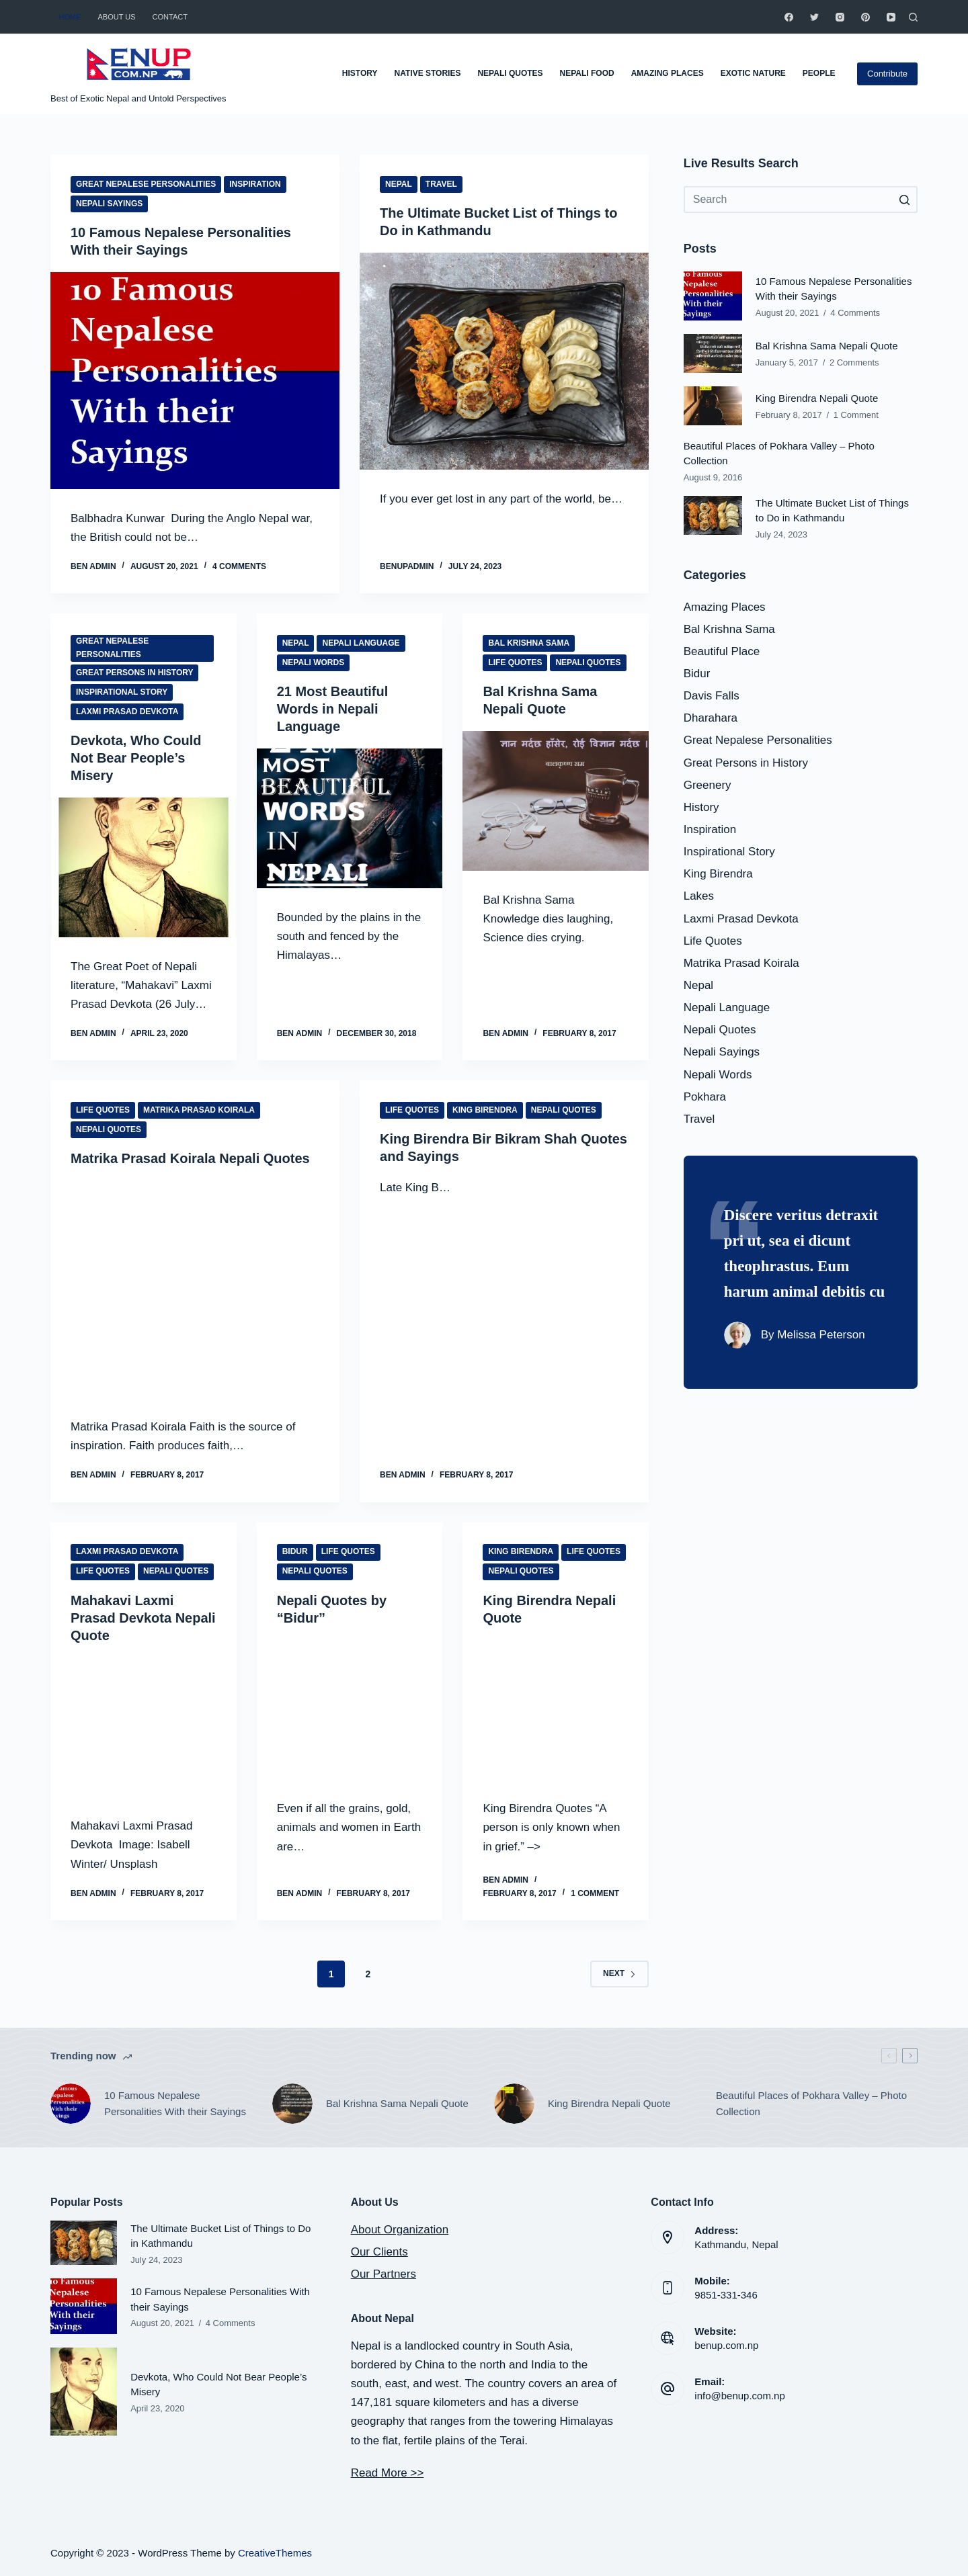 HOME ABOUT US CONTACT
ENUP
COM.NP
Best of Exotic Nepal and Untold Perspectives
HISTORY NATIVE STORIES NEPALI QUOTES NEPALI FOOD AMAZING PLACES EXOTIC NATURE PEOPLE Contribute
GREAT NEPALESE PERSONALITIES INSPIRATION
NEPALI SAYINGS
10 Famous Nepalese Personalities
With their Sayings
10 Famous
Nepalese
Personalities
With their
Sayings
Balbhadra Kunwar  During the Anglo Nepal war,
the British could not be…
BEN ADMIN / AUGUST 20, 2021 / 4 COMMENTS
NEPAL TRAVEL
The Ultimate Bucket List of Things to
Do in Kathmandu
If you ever get lost in any part of the world, be…
BENUPADMIN / JULY 24, 2023
GREAT NEPALESE
PERSONALITIES
GREAT PERSONS IN HISTORY
INSPIRATIONAL STORY
LAXMI PRASAD DEVKOTA
Devkota, Who Could
Not Bear People’s
Misery
The Great Poet of Nepali
literature, “Mahakavi” Laxmi
Prasad Devkota (26 July…
BEN ADMIN / APRIL 23, 2020
NEPAL NEPALI LANGUAGE
NEPALI WORDS
21 Most Beautiful
Words in Nepali
Language
21 OF
MOST
BEAUTIFUL
WORDS
IN
NEPALI
Bounded by the plains in the
south and fenced by the
Himalayas…
BEN ADMIN / DECEMBER 30, 2018
BAL KRISHNA SAMA
LIFE QUOTES NEPALI QUOTES
Bal Krishna Sama
Nepali Quote
ज्ञान मर्दछ हाँसेर, रोई विज्ञान मर्दछ ।
बालकृष्ण सम
Bal Krishna Sama
Knowledge dies laughing,
Science dies crying.
BEN ADMIN / FEBRUARY 8, 2017
LIFE QUOTES MATRIKA PRASAD KOIRALA
NEPALI QUOTES
Matrika Prasad Koirala Nepali Quotes
Matrika Prasad Koirala Faith is the source of
inspiration. Faith produces faith,…
BEN ADMIN / FEBRUARY 8, 2017
LIFE QUOTES KING BIRENDRA NEPALI QUOTES
King Birendra Bir Bikram Shah Quotes
and Sayings
Late King B…
BEN ADMIN / FEBRUARY 8, 2017
LAXMI PRASAD DEVKOTA
LIFE QUOTES NEPALI QUOTES
Mahakavi Laxmi
Prasad Devkota Nepali
Quote
Mahakavi Laxmi Prasad
Devkota  Image: Isabell
Winter/ Unsplash
BEN ADMIN / FEBRUARY 8, 2017
BIDUR LIFE QUOTES
NEPALI QUOTES
Nepali Quotes by
“Bidur”
Even if all the grains, gold,
animals and women in Earth
are…
BEN ADMIN / FEBRUARY 8, 2017
KING BIRENDRA LIFE QUOTES
NEPALI QUOTES
King Birendra Nepali
Quote
King Birendra Quotes “A
person is only known when
in grief.” –>
BEN ADMIN /
FEBRUARY 8, 2017 / 1 COMMENT
1 2 NEXT
Live Results Search
Search
Posts
10 Famous
Nepalese
Personalities
With their
Sayings
10 Famous Nepalese Personalities
With their Sayings
August 20, 2021 / 4 Comments
Bal Krishna Sama Nepali Quote
January 5, 2017 / 2 Comments
King Birendra Nepali Quote
February 8, 2017 / 1 Comment
Beautiful Places of Pokhara Valley – Photo
Collection
August 9, 2016
The Ultimate Bucket List of Things
to Do in Kathmandu
July 24, 2023
Categories
Amazing Places
Bal Krishna Sama
Beautiful Place
Bidur
Davis Falls
Dharahara
Great Nepalese Personalities
Great Persons in History
Greenery
History
Inspiration
Inspirational Story
King Birendra
Lakes
Laxmi Prasad Devkota
Life Quotes
Matrika Prasad Koirala
Nepal
Nepali Language
Nepali Quotes
Nepali Sayings
Nepali Words
Pokhara
Travel
Discere veritus detraxit
pri ut, sea ei dicunt
theophrastus. Eum
harum animal debitis cu
By Melissa Peterson
Trending now
10 Famous Nepalese
Personalities With their Sayings
Bal Krishna Sama Nepali Quote
King Birendra Nepali Quote
Beautiful Places of Pokhara Valley – Photo
Collection
Popular Posts
The Ultimate Bucket List of Things to Do
in Kathmandu
July 24, 2023
10 Famous
Nepalese
Personalities
With their
Sayings
10 Famous Nepalese Personalities With
their Sayings
August 20, 2021 / 4 Comments
Devkota, Who Could Not Bear People’s
Misery
April 23, 2020
About Us
About Organization
Our Clients
Our Partners
About Nepal
Nepal is a landlocked country in South Asia,
bordered by China to the north and India to the
south, east, and west. The country covers an area of
147,181 square kilometers and has a diverse
geography that ranges from the towering Himalayas
to the flat, fertile plains of the Terai.
Read More >>
Contact Info
Address:
Kathmandu, Nepal
Mobile:
9851-331-346
Website:
benup.com.np
Email:
info@benup.com.np
Copyright © 2023 - WordPress Theme by CreativeThemes